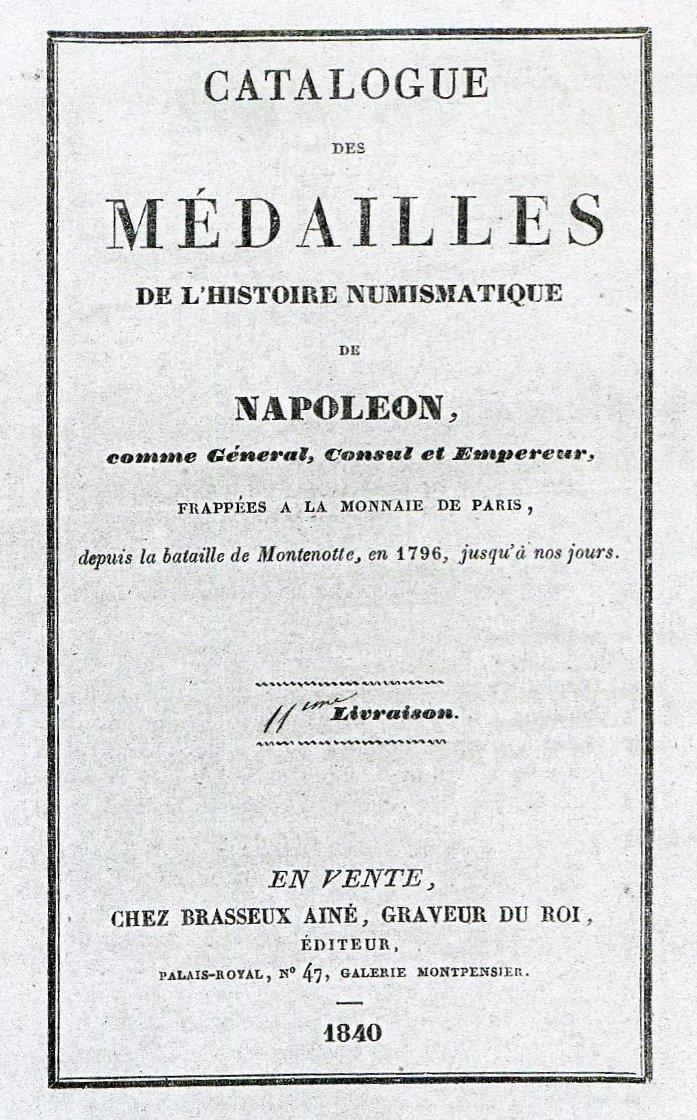 CATALOGUE
DES
MÉDAILLES
DE L'HISTOIRE NUMISMATIQUE
DE
NAPOLEON,
comme Géneral, Consul et Empereur,
FRAPPÉES A LA MONNAIE DE PARIS,
depuis la bataille de Montenotte, en 1796, jusqu'à nos jours.
11eme Livraison.
EN VENTE,
CHEZ BRASSEUX AINÉ, GRAVEUR DU ROI,
ÉDITEUR,
PALAIS-ROYAL, N° 47, GALERIE MONTPENSIER.
1840